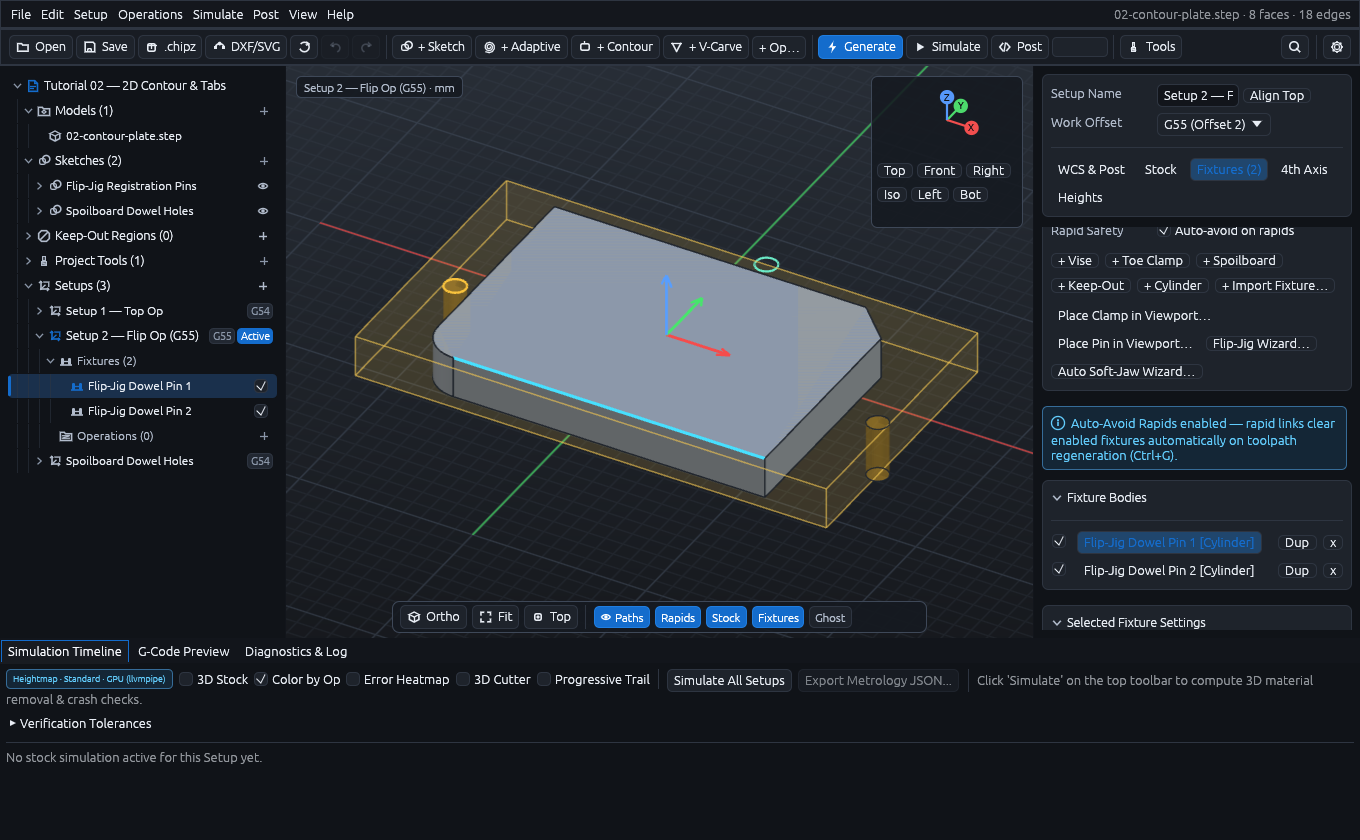 File Edit Setup Operations Simulate Post View Help
02-contour-plate.step · 8 faces · 18 edges
Open Save .chipz DXF/SVG + Sketch + Adaptive + Contour + V-Carve + Op... Generate Simulate Post Tools
Tutorial 02 — 2D Contour & Tabs
Models (1) +
02-contour-plate.step
Sketches (2) +
Flip-Jig Registration Pins
Spoilboard Dowel Holes
Keep-Out Regions (0) +
Project Tools (1) +
Setups (3) +
Setup 1 — Top Op G54
Setup 2 — Flip Op (G55) G55 Active
Fixtures (2)
Flip-Jig Dowel Pin 1
Flip-Jig Dowel Pin 2
Operations (0) +
Spoilboard Dowel Holes G54
Setup 2 — Flip Op (G55) · mm
Z
Y
X
Top Front Right
Iso Left Bot
Ortho Fit Top Paths Rapids Stock Fixtures Ghost
Setup Name Setup 2 — F Align Top
Work Offset G55 (Offset 2)
WCS & Post Stock Fixtures (2) 4th Axis
Heights
Rapid Safety Auto-avoid on rapids
+ Vise + Toe Clamp + Spoilboard
+ Keep-Out + Cylinder + Import Fixture...
Place Clamp in Viewport...
Place Pin in Viewport... Flip-Jig Wizard...
Auto Soft-Jaw Wizard...
Auto-Avoid Rapids enabled — rapid links clear
enabled fixtures automatically on toolpath
regeneration (Ctrl+G).
Fixture Bodies
Flip-Jig Dowel Pin 1 [Cylinder] Dup x
Flip-Jig Dowel Pin 2 [Cylinder] Dup x
Selected Fixture Settings
Simulation Timeline G-Code Preview Diagnostics & Log
Heightmap · Standard · GPU (llvmpipe) 3D Stock Color by Op Error Heatmap 3D Cutter Progressive Trail Simulate All Setups Export Metrology JSON... Click 'Simulate' on the top toolbar to compute 3D material
removal & crash checks.
Verification Tolerances
No stock simulation active for this Setup yet.